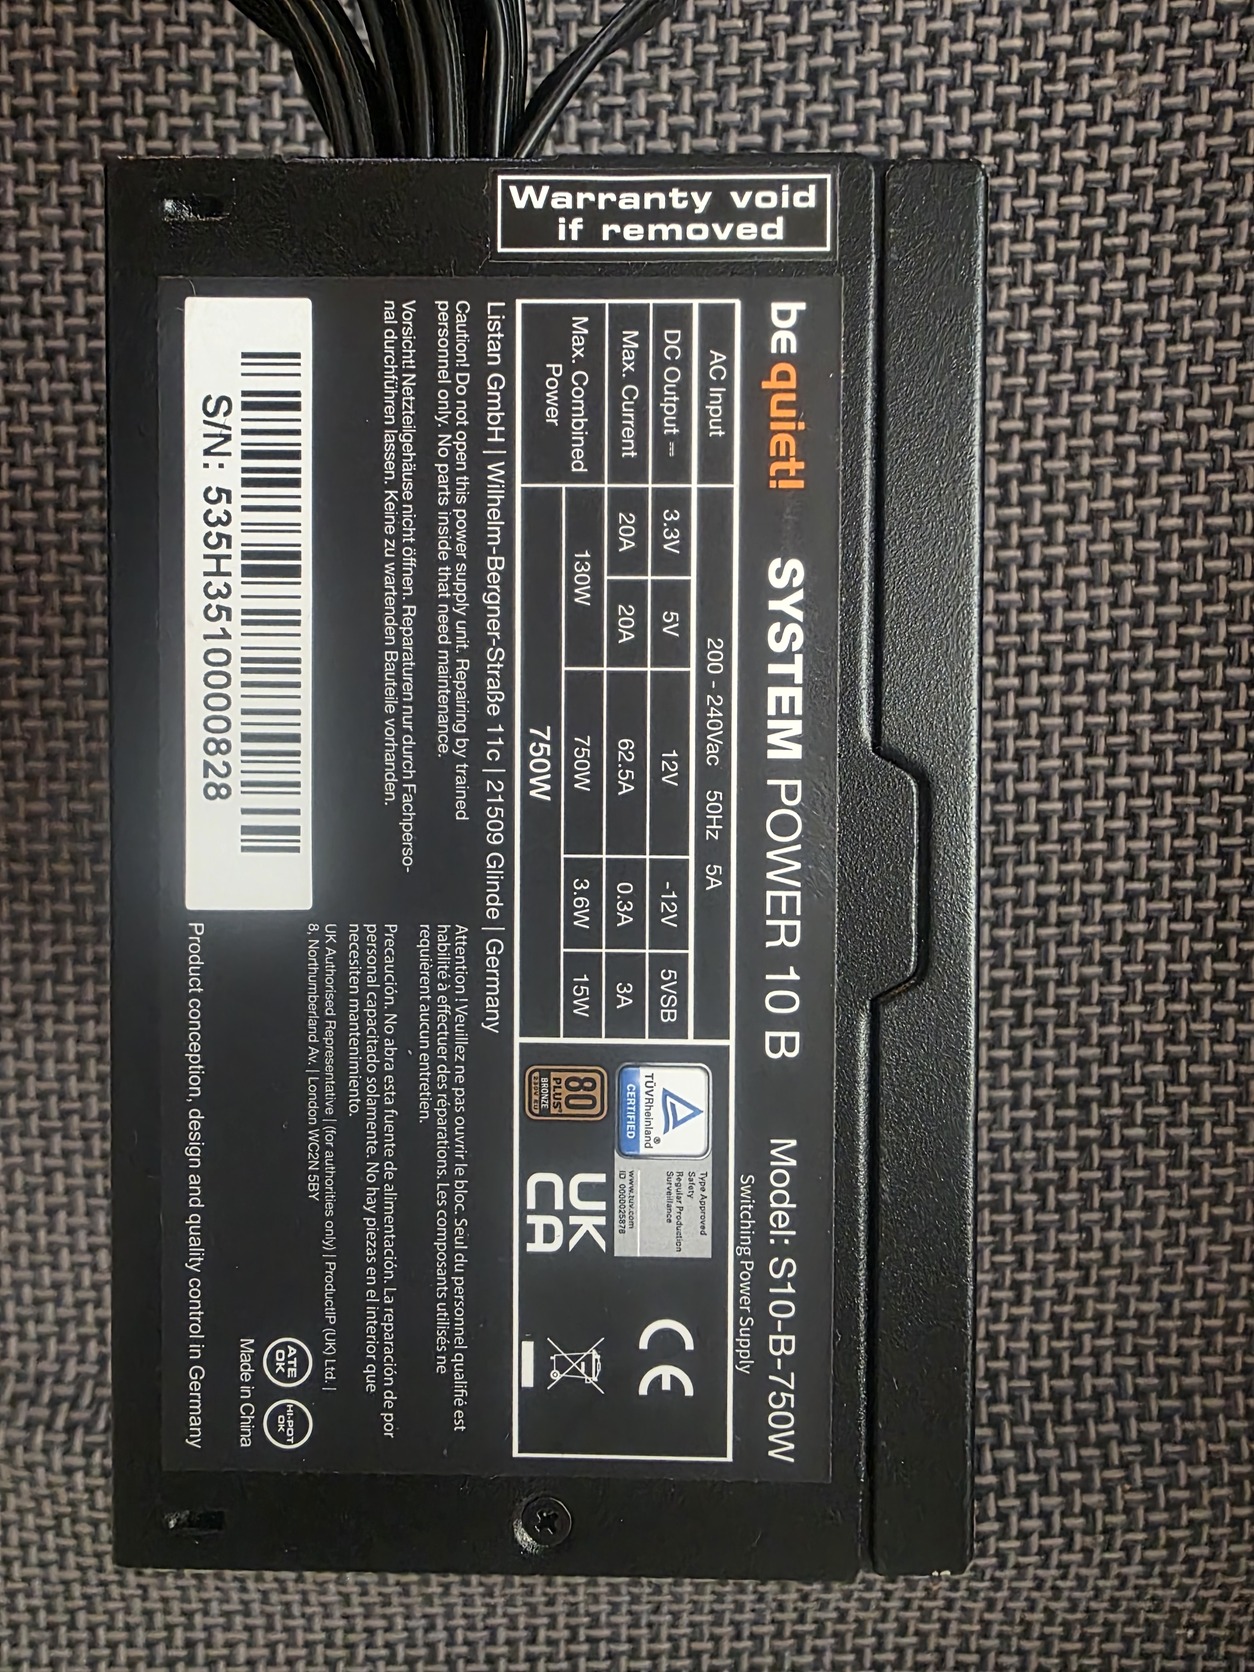 Warranty void
if removed
be quiet! SYSTEM POWER 10 B Model: S10-B-750W
Switching Power Supply
AC Input 200 - 240Vac 50Hz 5A
DC Output ⎓ 3.3V 5V 12V -12V 5VSB
Max. Current 20A 20A 62.5A 0.3A 3A
Max. Combined Power 130W 750W 3.6W 15W
750W
TÜVRheinland®
CERTIFIED
Type Approved
Safety
Regular Production
Surveillance
www.tuv.com
ID 0000025878
80
PLUS
BRONZE
230V EU
UK
CA
CE
Listan GmbH | Wilhelm-Bergner-Straße 11c | 21509 Glinde | Germany
Caution! Do not open this power supply unit. Repairing by trained
personnel only. No parts inside that need maintenance.
Vorsicht! Netzteilgehäuse nicht öffnen. Reparaturen nur durch Fachperso-
nal durchführen lassen. Keine zu wartenden Bauteile vorhanden.
Attention ! Veuillez ne pas ouvrir le bloc. Seul du personnel qualifié est
habilité à effectuer des réparations. Les composants utilisés ne
requièrent aucun entretien.
Precaución. No abra esta fuente de alimentación. La reparación de por
personal capacitado solamente. No hay piezas en el interior que
necesiten mantenimiento.
UK Authorised Representative | (for authorities only) | ProductIP (UK) Ltd. |
8, Northumberland Av. | London WC2N 5BY
ATE
OK
HI-POT
OK
Made in China
S/N: 535H351000828
Product conception, design and quality control in Germany